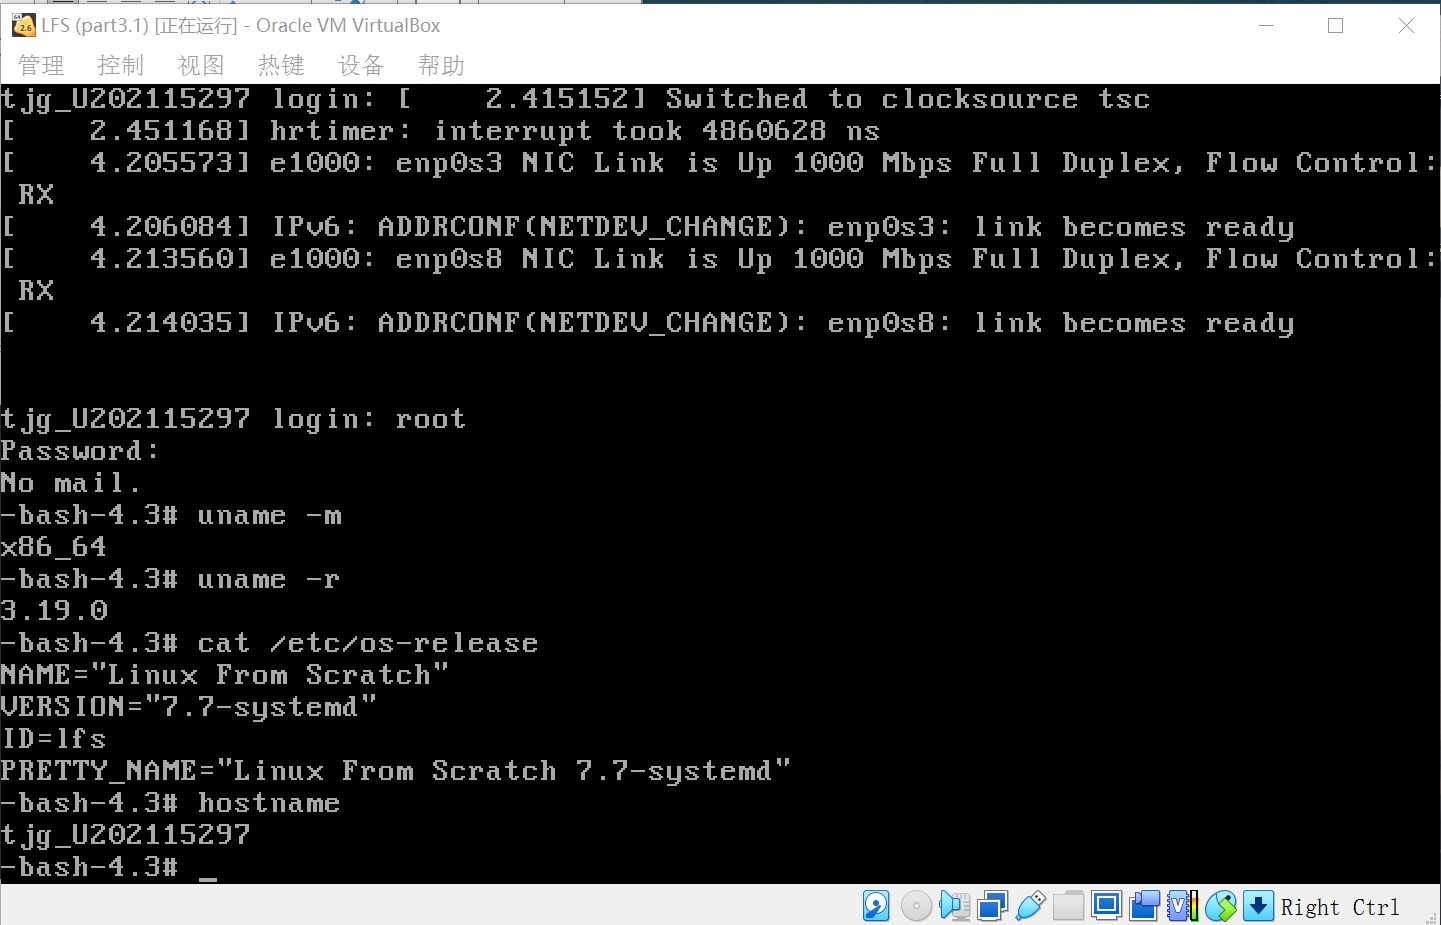 LFS (part3.1) [正在运行] - Oracle VM VirtualBox
管理 控制 视图 热键 设备 帮助
tjg_U202115297 login: [    2.415152] Switched to clocksource tsc
[    2.451168] hrtimer: interrupt took 4860628 ns
[    4.205573] e1000: enp0s3 NIC Link is Up 1000 Mbps Full Duplex, Flow Control:
 RX
[    4.206084] IPv6: ADDRCONF(NETDEV_CHANGE): enp0s3: link becomes ready
[    4.213560] e1000: enp0s8 NIC Link is Up 1000 Mbps Full Duplex, Flow Control:
 RX
[    4.214035] IPv6: ADDRCONF(NETDEV_CHANGE): enp0s8: link becomes ready
tjg_U202115297 login: root
Password:
No mail.
-bash-4.3# uname -m
x86_64
-bash-4.3# uname -r
3.19.0
-bash-4.3# cat /etc/os-release
NAME="Linux From Scratch"
VERSION="7.7-systemd"
ID=lfs
PRETTY_NAME="Linux From Scratch 7.7-systemd"
-bash-4.3# hostname
tjg_U202115297
-bash-4.3# _
Right Ctrl